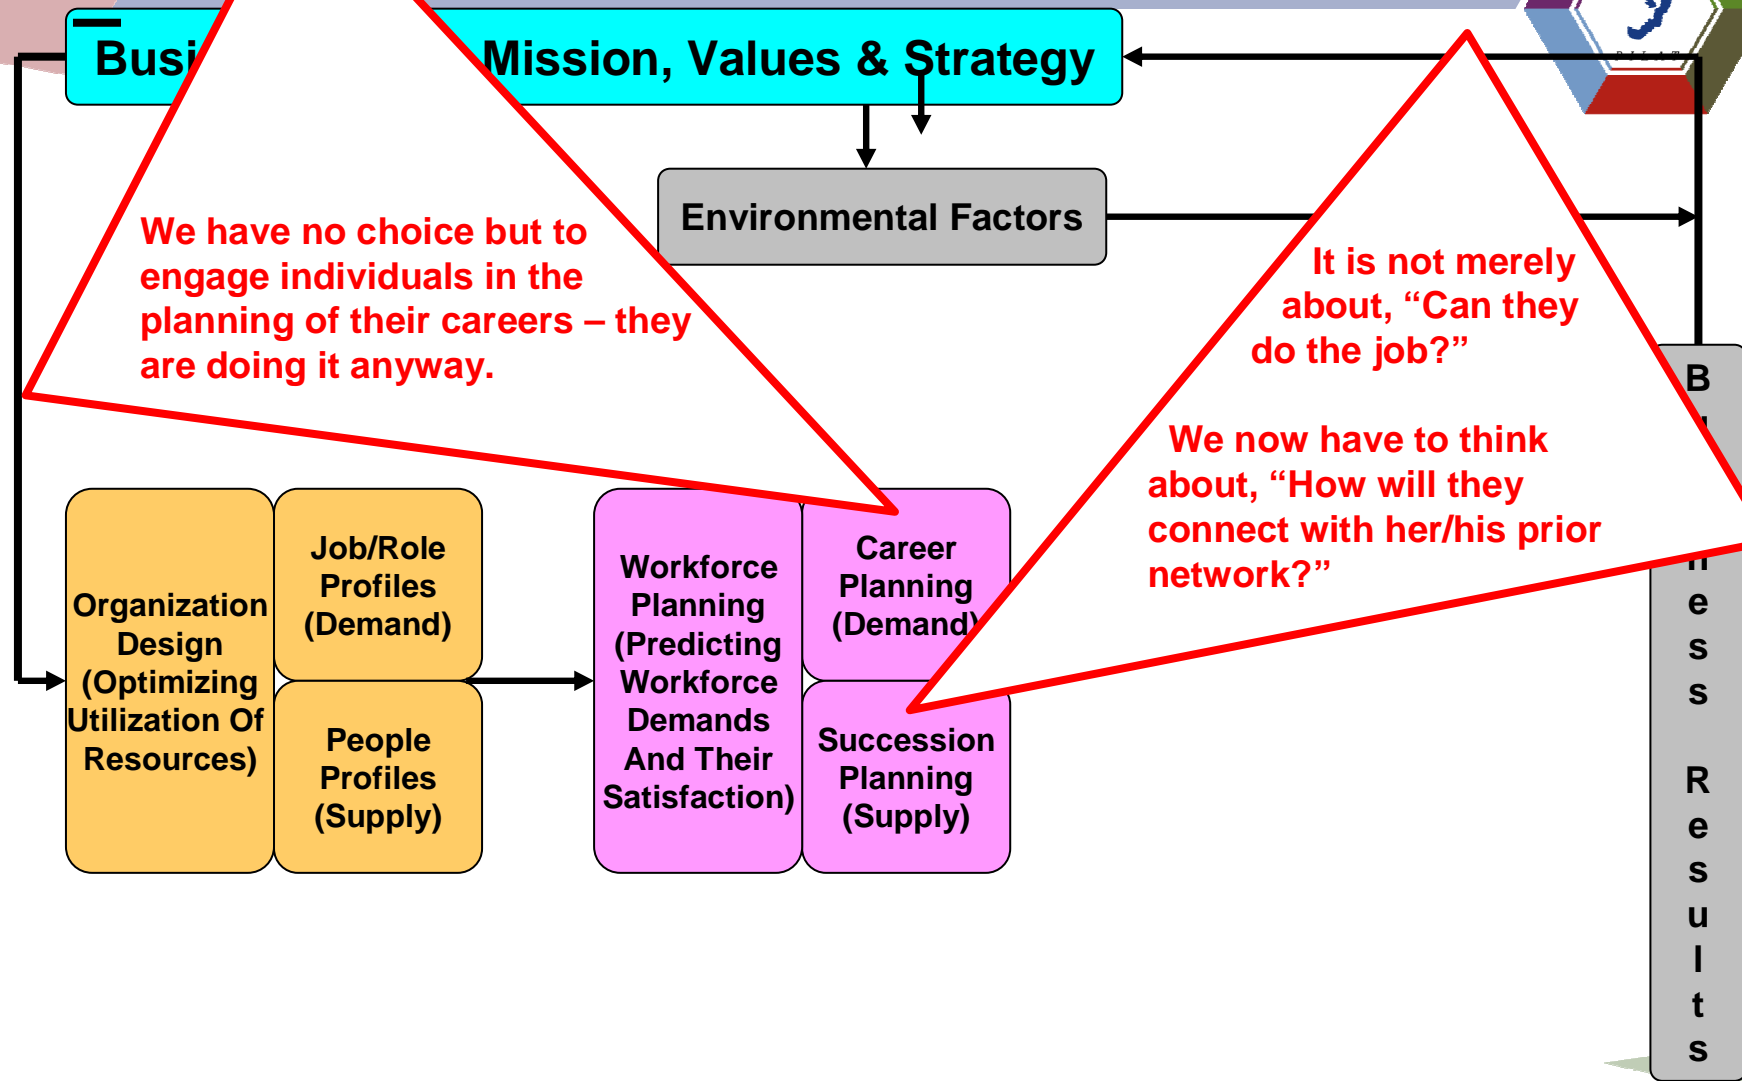 Busi Mission, Values & Strategy
PILAT
Environmental Factors
We have no choice but to
engage individuals in the
planning of their careers – they
are doing it anyway.
It is not merely
about, “Can they
do the job?”
We now have to think
about, “How will they
connect with her/his prior
network?”
Organization
Design
(Optimizing
Utilization Of
Resources)
Job/Role
Profiles
(Demand)
People
Profiles
(Supply)
Workforce
Planning
(Predicting
Workforce
Demands
And Their
Satisfaction)
Career
Planning
(Demand)
Succession
Planning
(Supply)
B
n
e
s
s
R
e
s
u
l
t
s